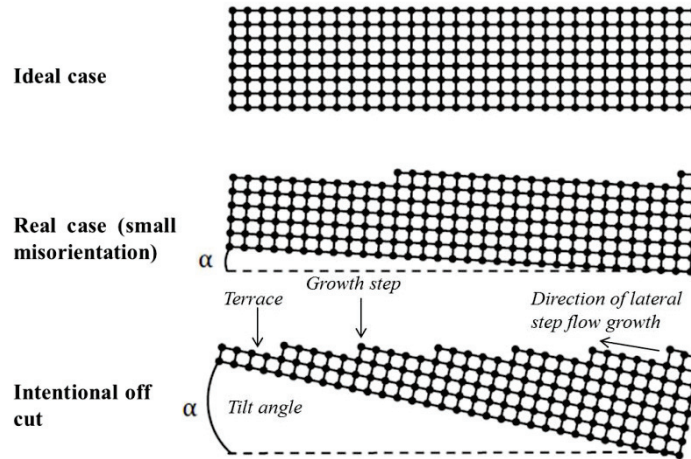 Ideal case
Real case (small
misorientation)
α
Terrace
Growth step
Direction of lateral
step flow growth
Intentional off
cut
α
Tilt angle